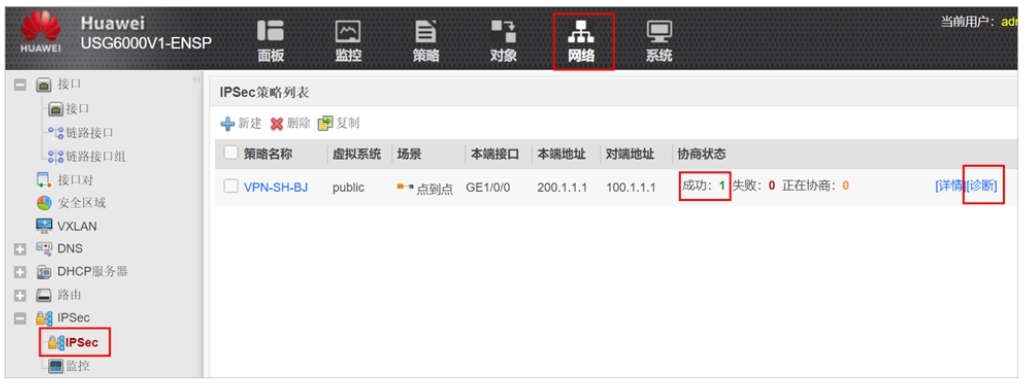 Huawei
USG6000V1-ENSP
HUAWEI
面板 监控 策略 对象 网络 系统
当前用户：adm
接口
接口
链路接口
链路接口组
接口对
安全区域
VXLAN
DNS
DHCP服务器
路由
IPSec
IPSec
监控
IPSec策略列表
新建 删除 复制
策略名称 虚拟系统 场景 本端接口 本端地址 对端地址 协商状态
VPN-SH-BJ public 点到点 GE1/0/0 200.1.1.1 100.1.1.1 成功：1 失败：0 正在协商：0 [详情][诊断]